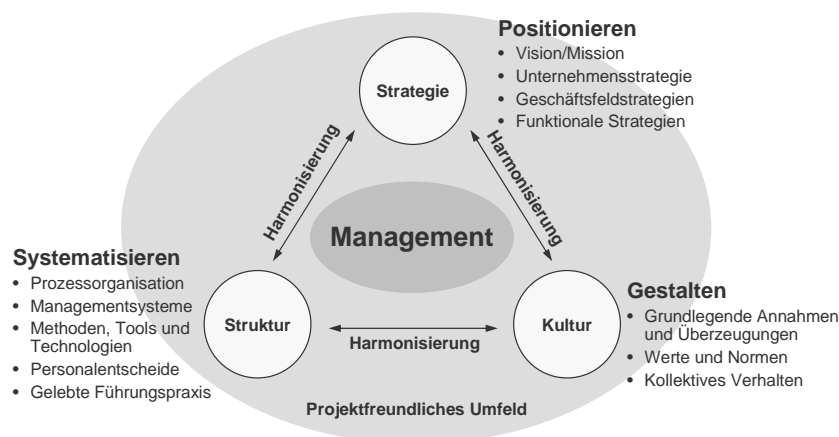 Positionieren
• Vision/Mission
• Unternehmensstrategie
• Geschäftsfeldstrategien
• Funktionale Strategien
Strategie
Harmonisierung
Harmonisierung
Management
Systematisieren
• Prozessorganisation
• Managementsysteme
• Methoden, Tools und
Technologien
• Personalentscheide
• Gelebte Führungspraxis
Struktur
Harmonisierung
Kultur
Gestalten
• Grundlegende Annahmen
und Überzeugungen
• Werte und Normen
• Kollektives Verhalten
Projektfreundliches Umfeld